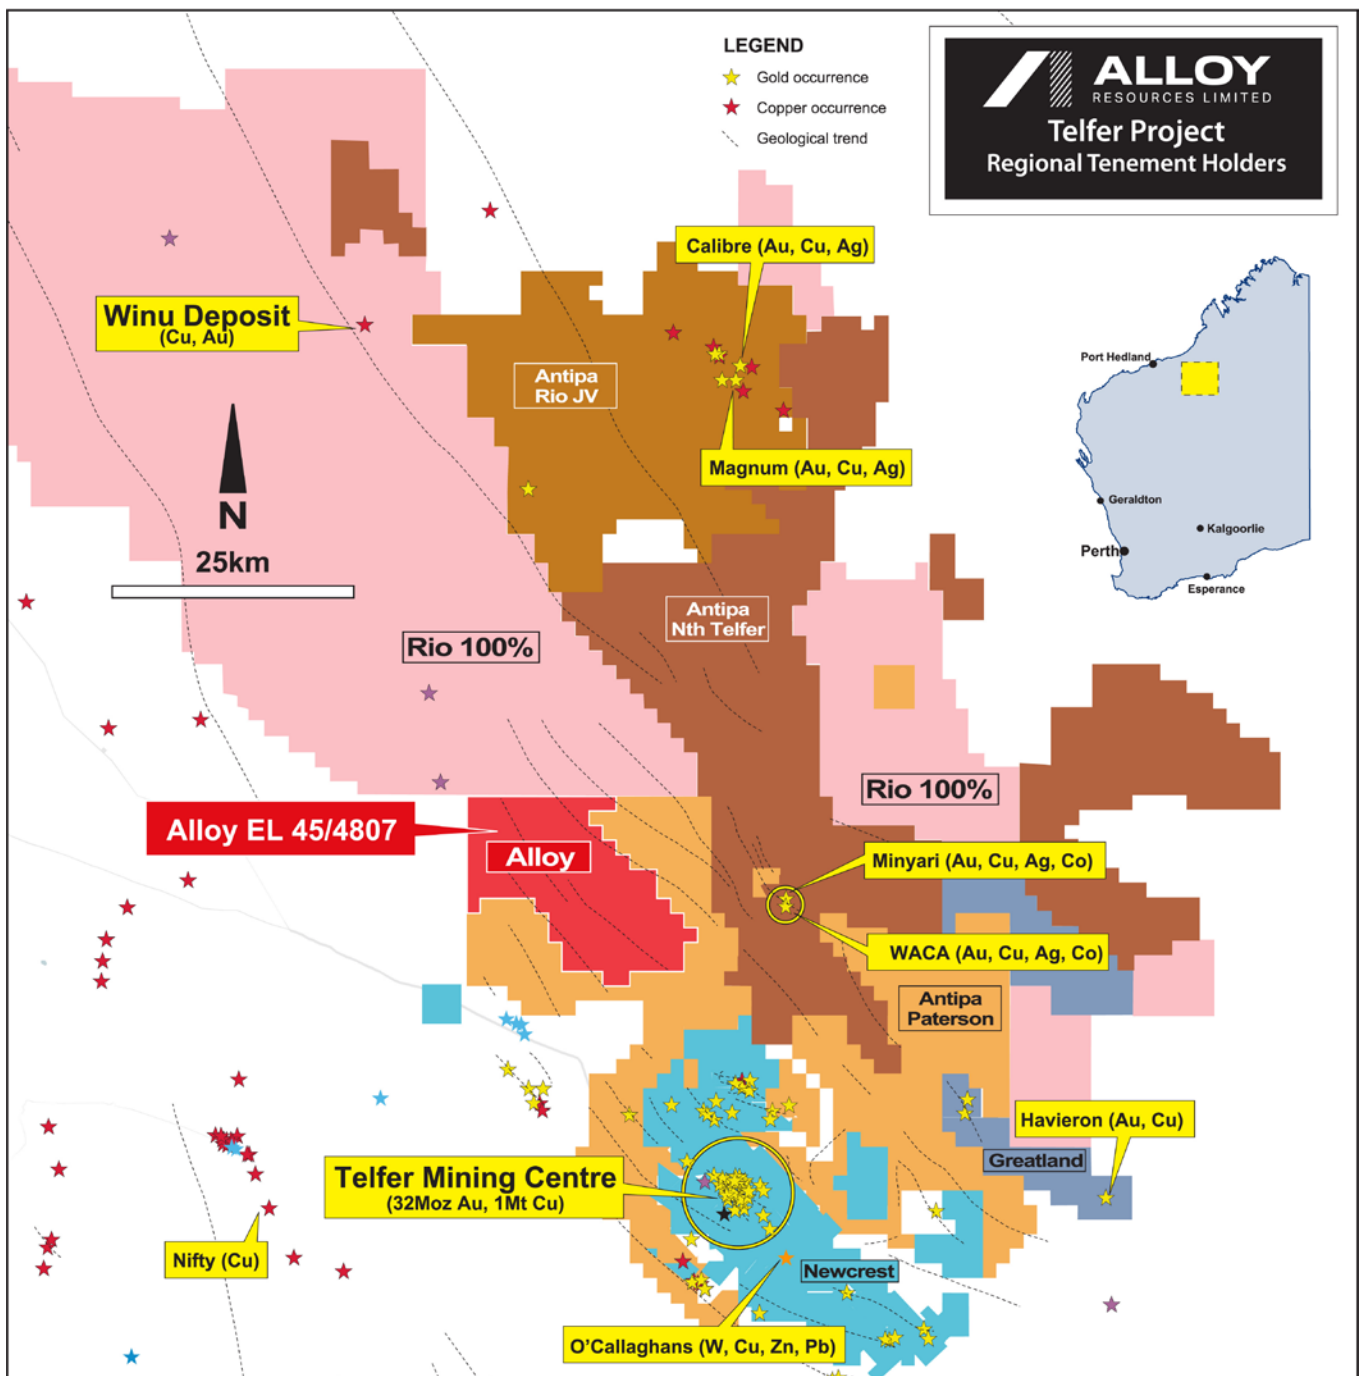 LEGEND
Gold occurrence
Copper occurrence
Geological trend
ALLOY
RESOURCES LIMITED
Telfer Project
Regional Tenement Holders
Calibre (Au, Cu, Ag)
Winu Deposit
(Cu, Au)
Port Hedland
Antipa
Rio JV
Magnum (Au, Cu, Ag)
N
25km
Geraldton
Kalgoorlie
Perth
Esperance
Antipa
Nth Telfer
Rio 100%
Rio 100%
Alloy EL 45/4807
Alloy
Minyari (Au, Cu, Ag, Co)
WACA (Au, Cu, Ag, Co)
Antipa
Paterson
Havieron (Au, Cu)
Greatland
Telfer Mining Centre
(32Moz Au, 1Mt Cu)
Nifty (Cu)
Newcrest
O'Callaghans (W, Cu, Zn, Pb)